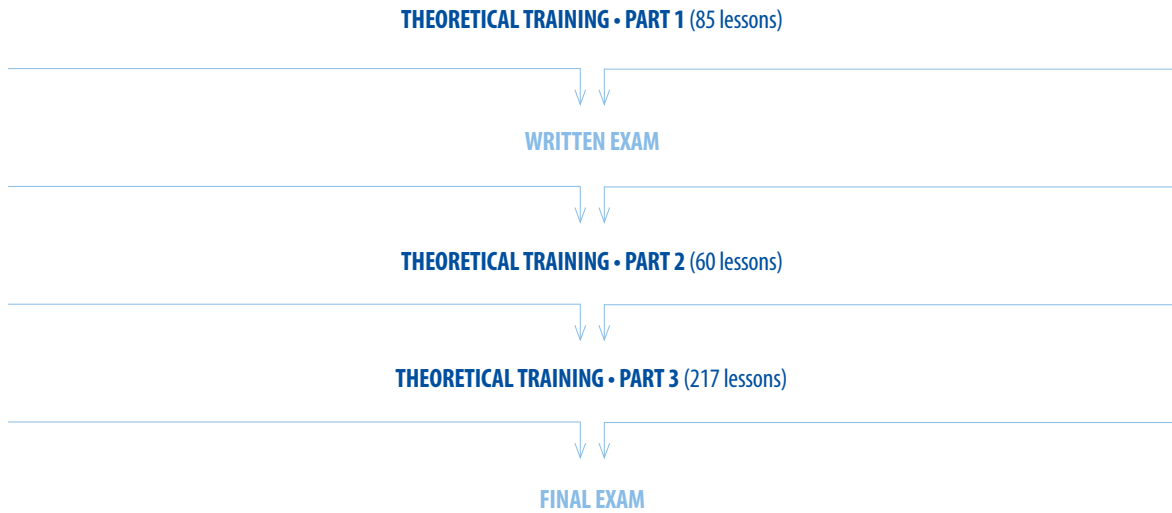 THEORETICAL TRAINING • PART 1 (85 lessons)
WRITTEN EXAM
THEORETICAL TRAINING • PART 2 (60 lessons)
THEORETICAL TRAINING • PART 3 (217 lessons)
FINAL EXAM